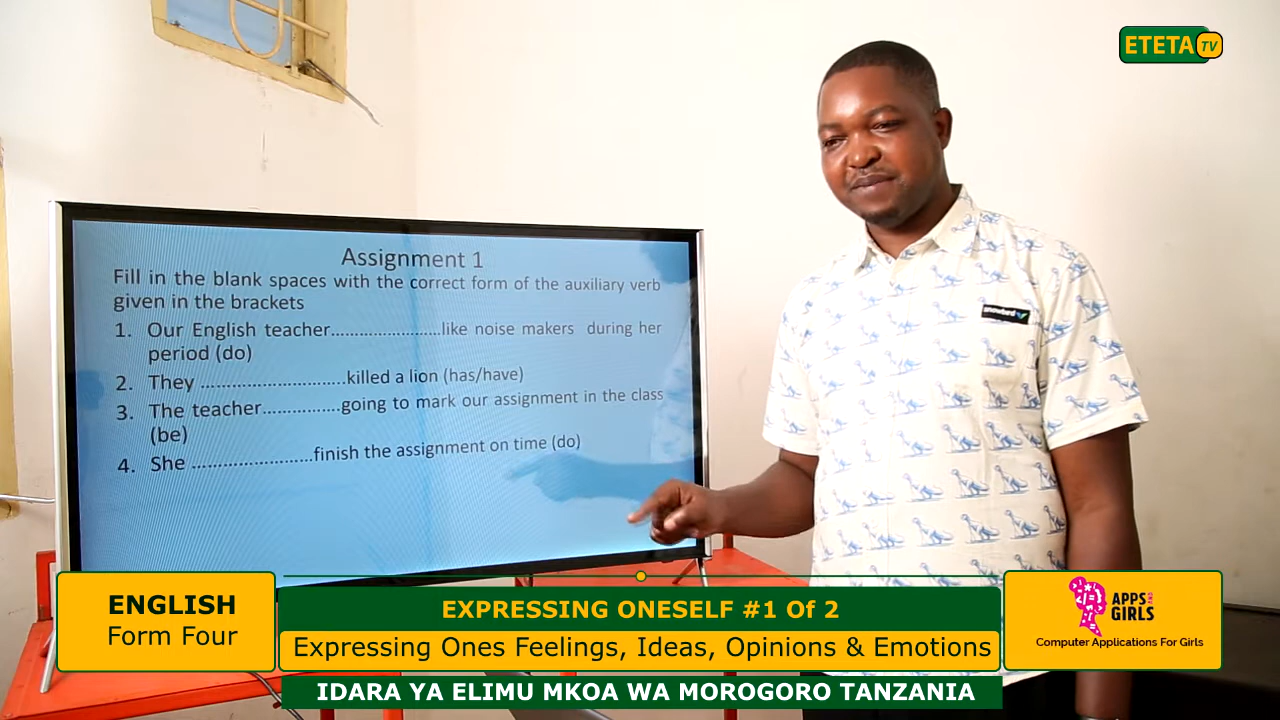 ETETA TV
Assignment 1
Fill in the blank spaces with the correct form of the auxiliary verb
given in the brackets
1. Our English teacher......................like noise makers during her
period (do)
2. They .............................killed a lion (has/have)
3. The teacher................going to mark our assignment in the class
(be)
4. She ........................finish the assignment on time (do)
snowbird
ENGLISH
Form Four
EXPRESSING ONESELF #1 Of 2
Expressing Ones Feelings, Ideas, Opinions & Emotions
APPS
GIRLS
Computer Applications For Girls
IDARA YA ELIMU MKOA WA MOROGORO TANZANIA